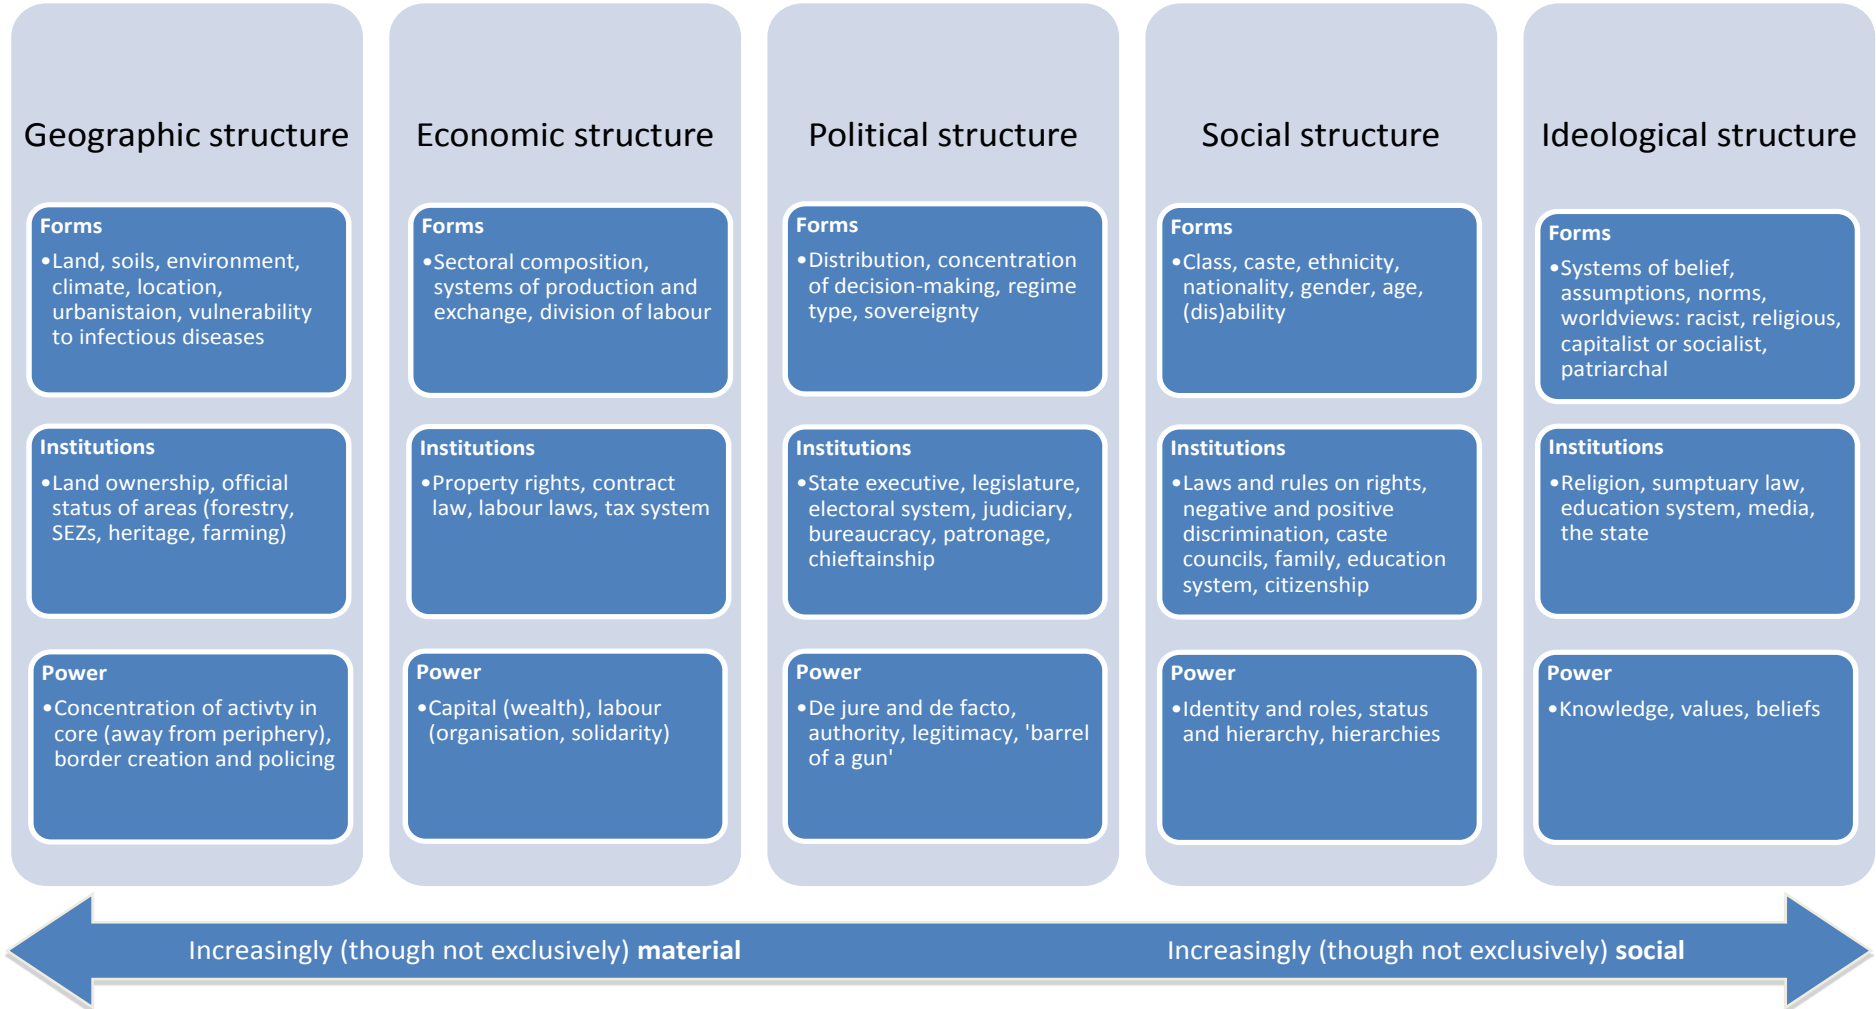 Geographic structure
Forms
•Land, soils, environment,
climate, location,
urbanistaion, vulnerability
to infectious diseases
Institutions
•Land ownership, official
status of areas (forestry,
SEZs, heritage, farming)
Power
•Concentration of activty in
core (away from periphery),
border creation and policing
Economic structure
Forms
•Sectoral composition,
systems of production and
exchange, division of labour
Institutions
•Property rights, contract
law, labour laws, tax system
Power
•Capital (wealth), labour
(organisation, solidarity)
Political structure
Forms
•Distribution, concentration
of decision-making, regime
type, sovereignty
Institutions
•State executive, legislature,
electoral system, judiciary,
bureaucracy, patronage,
chieftainship
Power
•De jure and de facto,
authority, legitimacy, 'barrel
of a gun'
Social structure
Forms
•Class, caste, ethnicity,
nationality, gender, age,
(dis)ability
Institutions
•Laws and rules on rights,
negative and positive
discrimination, caste
councils, family, education
system, citizenship
Power
•Identity and roles, status
and hierarchy, hierarchies
Ideological structure
Forms
•Systems of belief,
assumptions, norms,
worldviews: racist, religious,
capitalist or socialist,
patriarchal
Institutions
•Religion, sumptuary law,
education system, media,
the state
Power
•Knowledge, values, beliefs
Increasingly (though not exclusively) material
Increasingly (though not exclusively) social